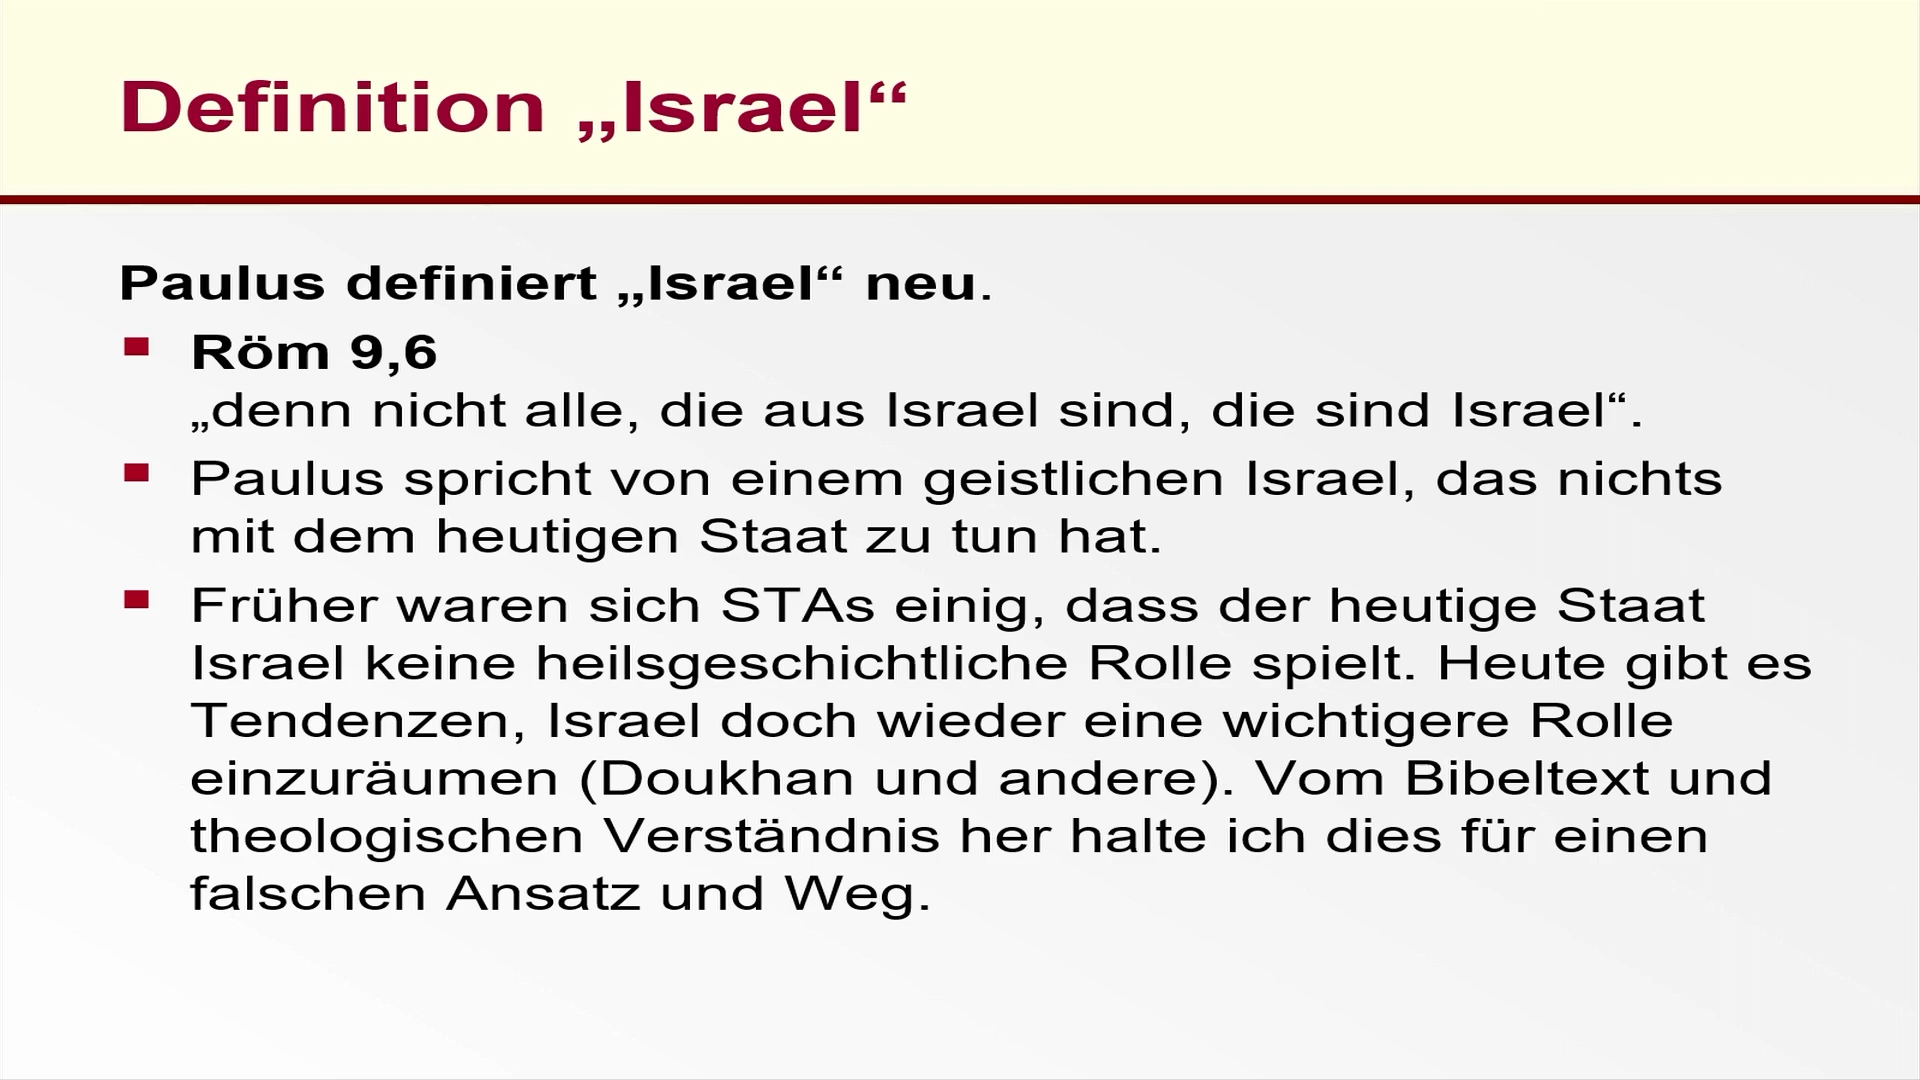 Definition „Israel“
Paulus definiert „Israel“ neu.
Röm 9,6
„denn nicht alle, die aus Israel sind, die sind Israel“.
Paulus spricht von einem geistlichen Israel, das nichts
mit dem heutigen Staat zu tun hat.
Früher waren sich STAs einig, dass der heutige Staat
Israel keine heilsgeschichtliche Rolle spielt. Heute gibt es
Tendenzen, Israel doch wieder eine wichtigere Rolle
einzuräumen (Doukhan und andere). Vom Bibeltext und
theologischen Verständnis her halte ich dies für einen
falschen Ansatz und Weg.